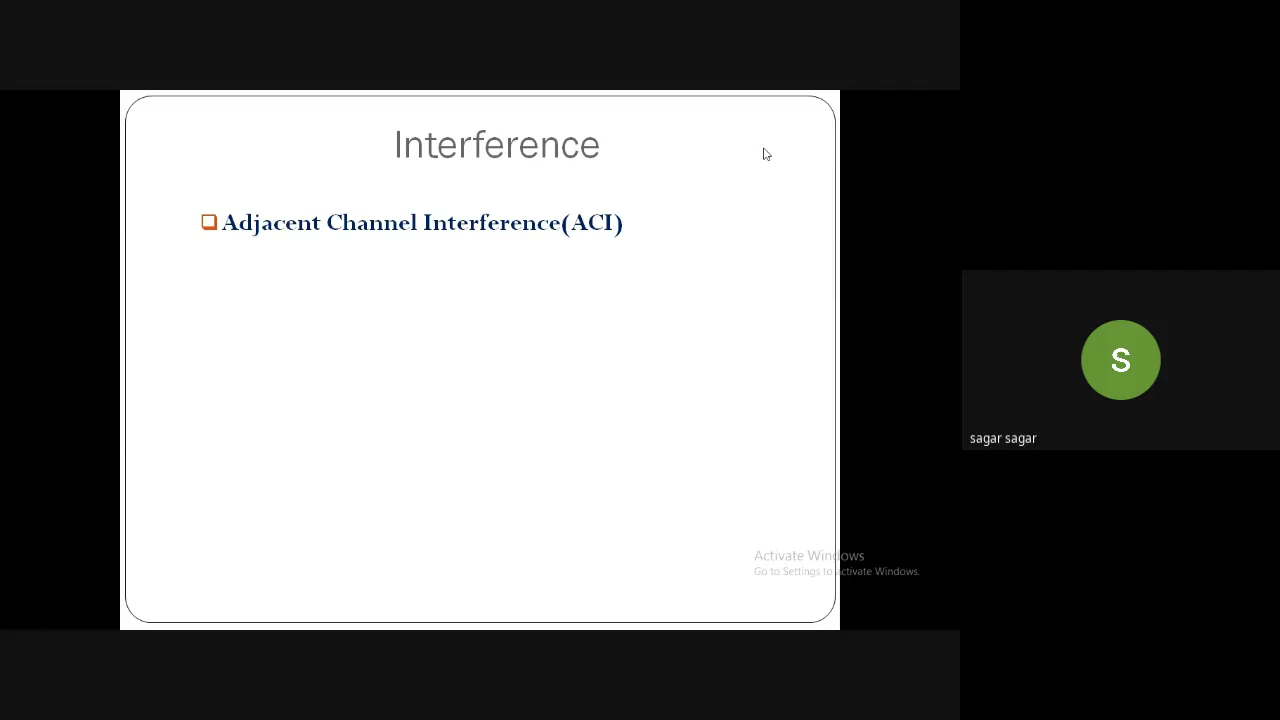 Interference
Adjacent Channel Interference(ACI)
S
sagar sagar
Activate Windows
Go to Settings to activate Windows.